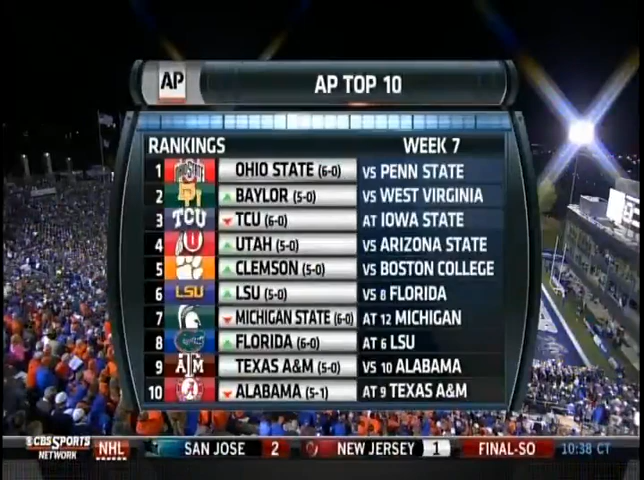 AP AP TOP 10
RANKINGS WEEK 7
1 OHIO STATE OHIO STATE (6-0) VS PENN STATE
2 BAYLOR (5-0) VS WEST VIRGINIA
3 TCU TCU (6-0) AT IOWA STATE
4 U UTAH (5-0) VS ARIZONA STATE
5 CLEMSON (5-0) VS BOSTON COLLEGE
6 LSU LSU (5-0) VS 8 FLORIDA
7 MICHIGAN STATE (6-0) AT 12 MICHIGAN
8 FLORIDA (6-0) AT 6 LSU
9 ATM TEXAS A&M (5-0) VS 10 ALABAMA
10 A ALABAMA (5-1) AT 9 TEXAS A&M
CBS SPORTS NETWORK NHL SAN JOSE 2 NEW JERSEY 1 FINAL-SO 10:38 CT